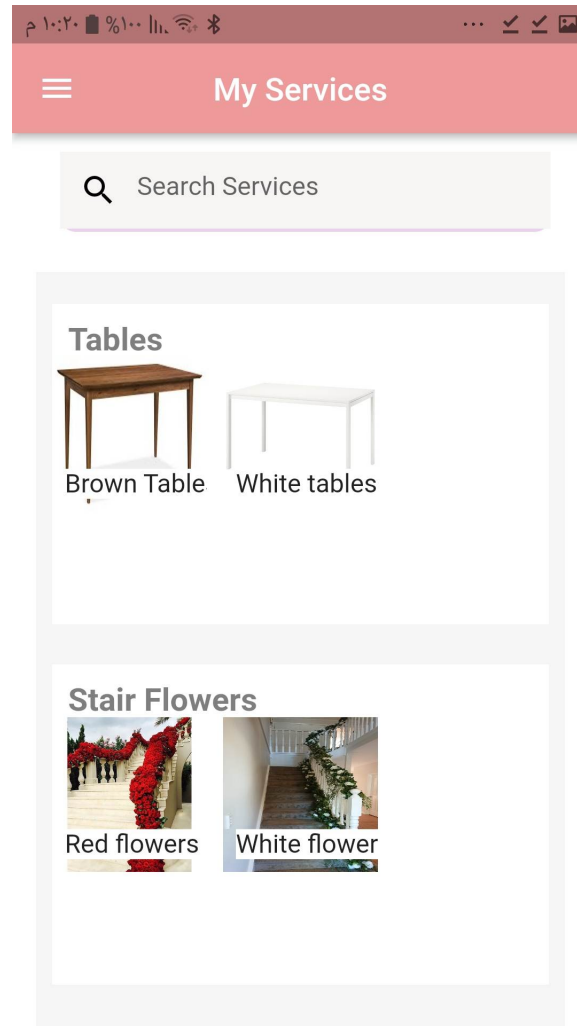 ١٠:٢٠ م ١٠٠%
My Services
Search Services
Tables
Brown Table
White tables
Stair Flowers
Red flowers
White flower